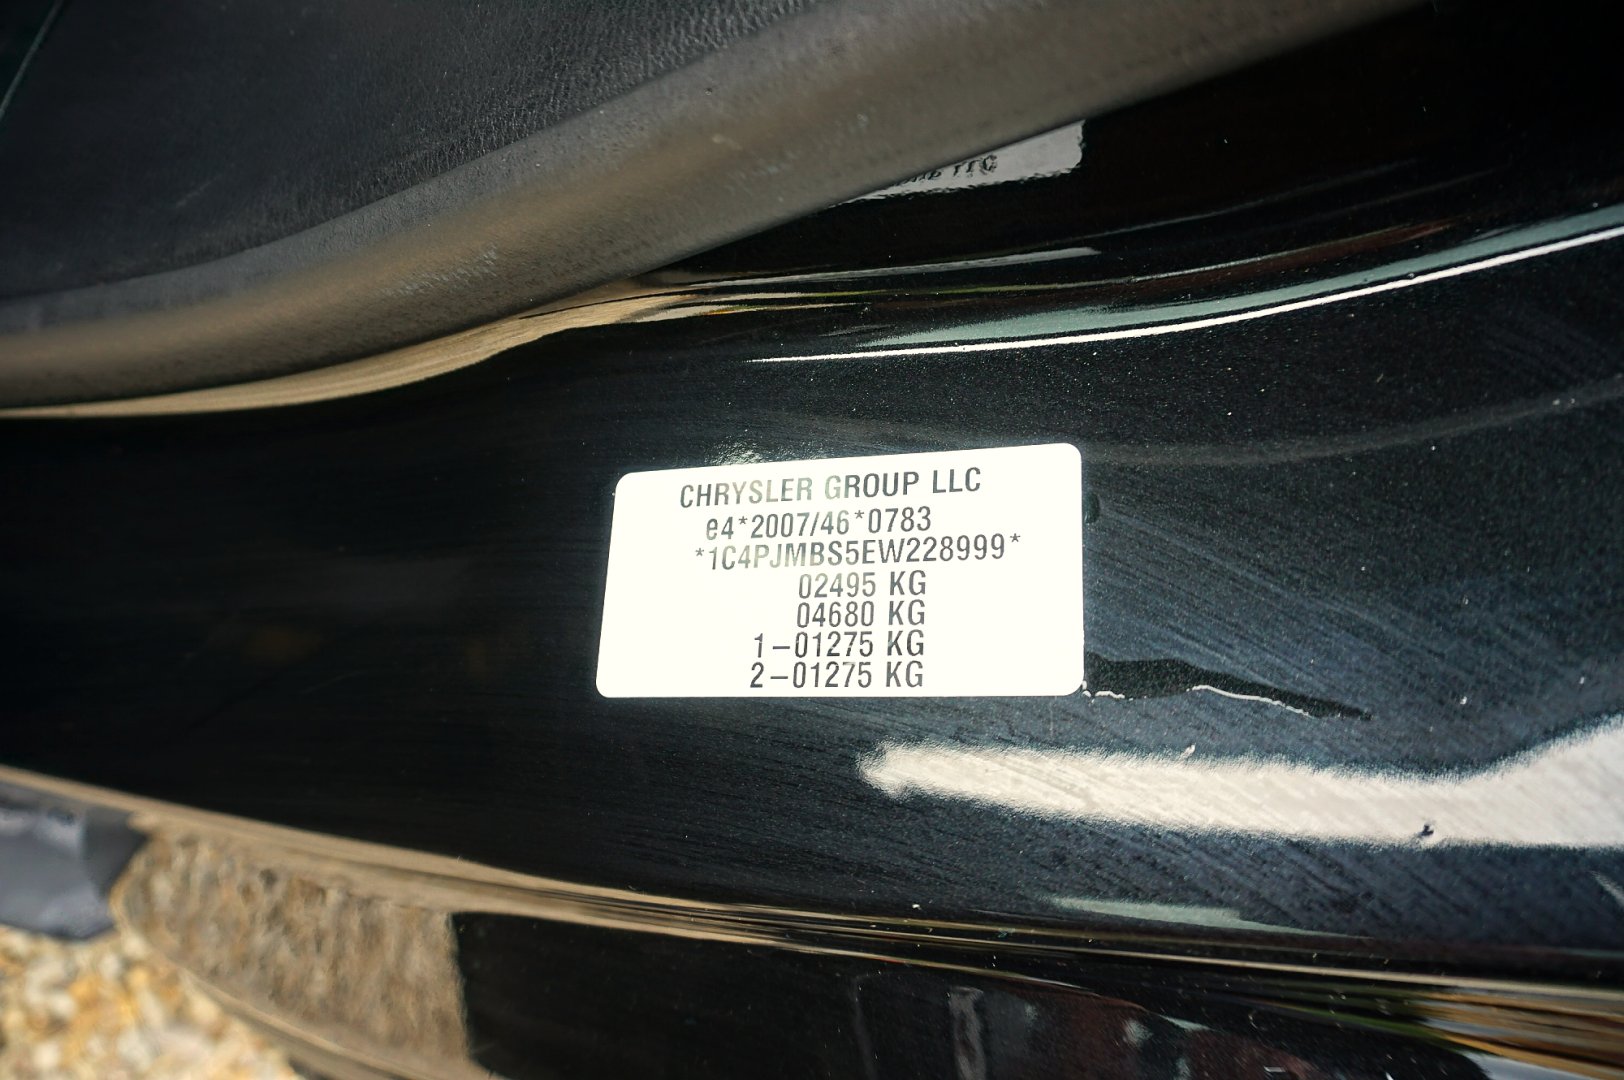 CHRYSLER GROUP LLC
e4*2007/46*0783
*1C4PJMBS5EW228999*
02495 KG
04680 KG
1-01275 KG
2-01275 KG